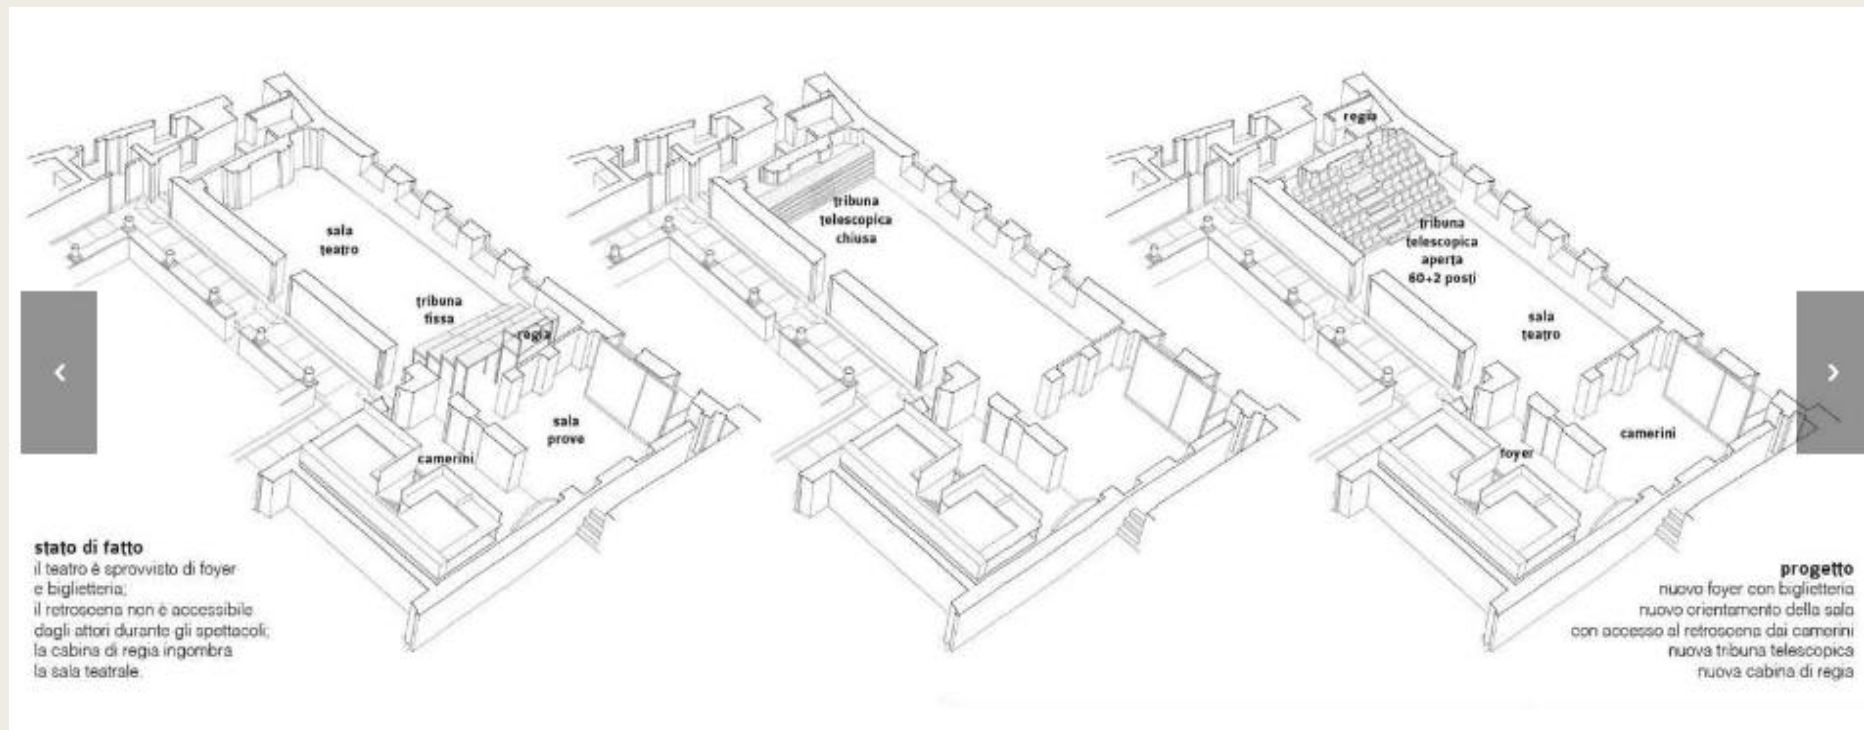 sala
teatro
tribuna
fissa
regia
sala
prove
camerini
stato di fatto
il teatro è sprovvisto di foyer
e biglietteria;
il retroscena non è accessibile
dagli attori durante gli spettacoli;
la cabina di regia ingombra
la sala teatrale.
tribuna
telescopica
chiusa
regia
tribuna
telescopica
aperta
60+2 posti
sala
teatro
camerini
foyer
progetto
nuovo foyer con biglietteria
nuovo orientamento della sala
con accesso al retroscena dai camerini
nuova tribuna telescopica
nuova cabina di regia